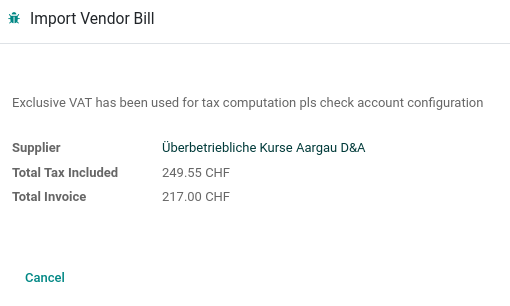 Import Vendor Bill
Exclusive VAT has been used for tax computation pls check account configuration
Supplier Überbetriebliche Kurse Aargau D&A
Total Tax Included 249.55 CHF
Total Invoice 217.00 CHF
Cancel